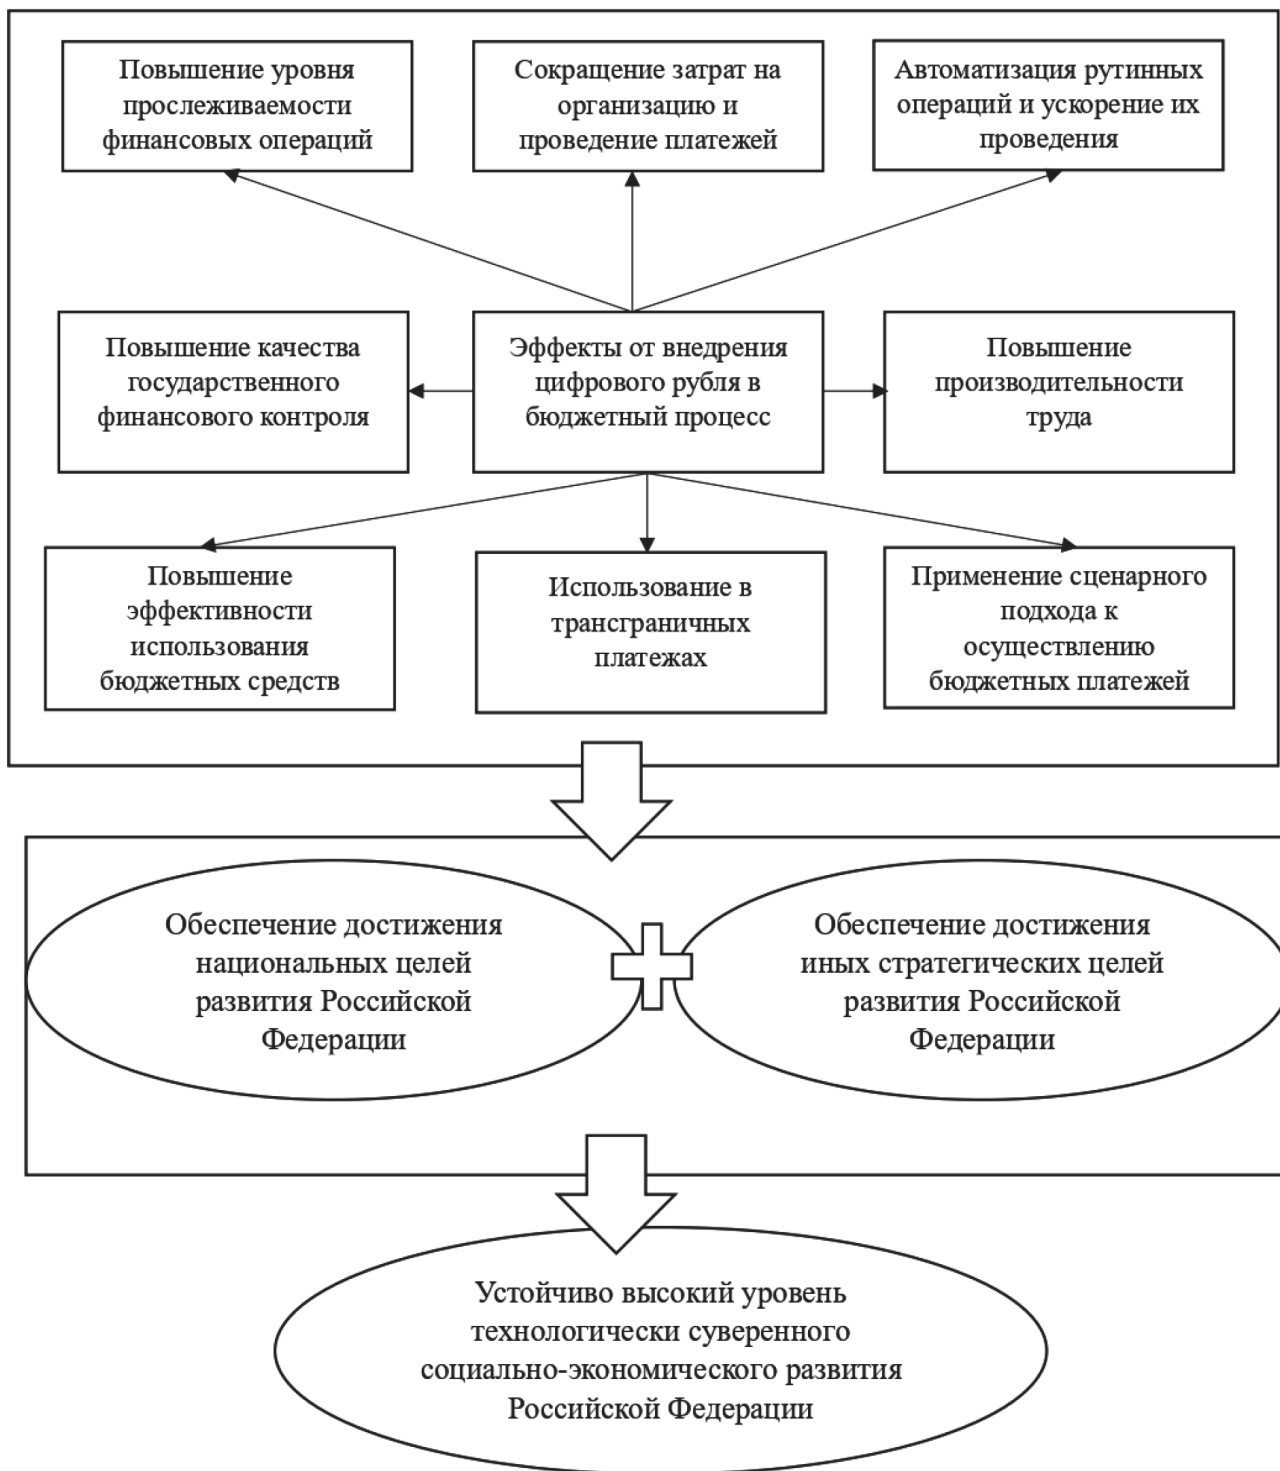 Повышение уровня
прослеживаемости
финансовых операций
Сокращение затрат на
организацию и
проведение платежей
Автоматизация рутинных
операций и ускорение их
проведения
Повышение качества
государственного
финансового контроля
Эффекты от внедрения
цифрового рубля в
бюджетный процесс
Повышение
производительности
труда
Повышение
эффективности
использования
бюджетных средств
Использование в
трансграничных
платежах
Применение сценарного
подхода к
осуществлению
бюджетных платежей
Обеспечение достижения
национальных целей
развития Российской
Федерации
Обеспечение достижения
иных стратегических целей
развития Российской
Федерации
Устойчиво высокий уровень
технологически суверенного
социально-экономического развития
Российской Федерации